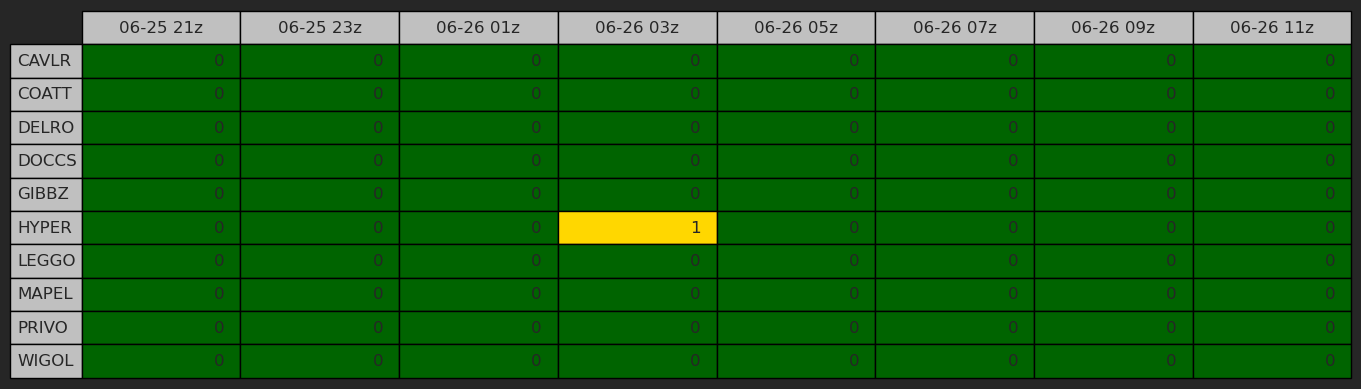 06-25 21z 06-25 23z 06-26 01z 06-26 03z 06-26 05z 06-26 07z 06-26 09z 06-26 11z
CAVLR 0 0 0 0 0 0 0 0
COATT 0 0 0 0 0 0 0 0
DELRO 0 0 0 0 0 0 0 0
DOCCS 0 0 0 0 0 0 0 0
GIBBZ 0 0 0 0 0 0 0 0
HYPER 0 0 0 1 0 0 0 0
LEGGO 0 0 0 0 0 0 0 0
MAPEL 0 0 0 0 0 0 0 0
PRIVO 0 0 0 0 0 0 0 0
WIGOL 0 0 0 0 0 0 0 0